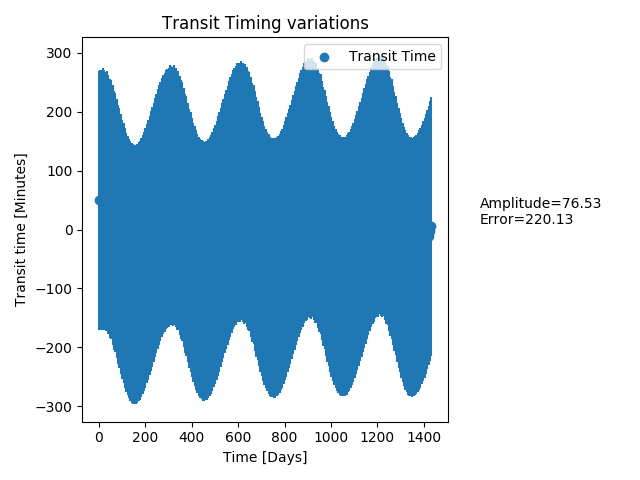 Transit Timing variations
Transit Time
Transit time [Minutes]
300
200
100
0
−100
−200
−300
0 200 400 600 800 1000 1200 1400
Time [Days]
Amplitude=76.53
Error=220.13